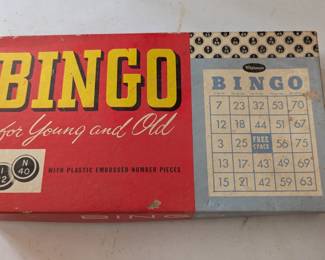 BINGO
for Young and Old
N
40
WITH PLASTIC EMBOSSED NUMBER PIECES
Whitman
BINGO
7 23 32 53 70
12 18 44 51 67
3 25 FREE SPACE 56 75
13 17 43 49 65
15 21 42 59 63
BING